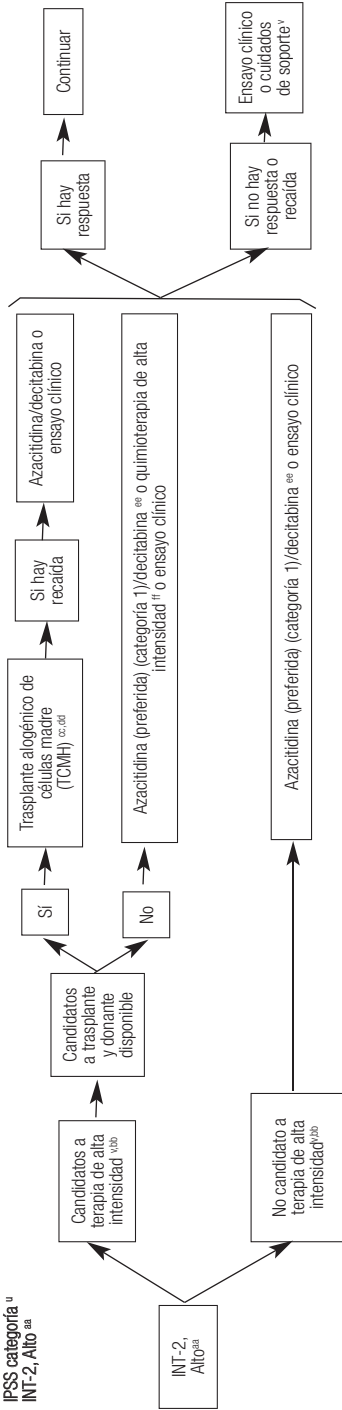 IPSS categoría ᵘ
INT-2, Alto ᵃᵃ
INT-2,
Altoᵃᵃ
Candidatos a
terapia de alta
intensidad ᵛ,ᵇᵇ
Candidatos
a trasplante
y donante
disponible
Sí
Trasplante alogénico de
células madre
(TCMH) ᶜᶜ,ᵈᵈ
Si hay
recaída
Azacitidina/decitabina o
ensayo clínico
No
Azacitidina (preferida) (categoría 1)/decitabina ᵉᵉ o quimioterapia de alta
intensidad ᶠᶠ o ensayo clínico
No candidato a
terapia de alta
intensidadᵛ,ᵇᵇ
Azacitidina (preferida) (categoría 1)/decitabina ᵉᵉ o ensayo clínico
Si hay
respuesta
Continuar
Si no hay
respuesta o
recaída
Ensayo clínico
o cuidados
de soporte ᵛ